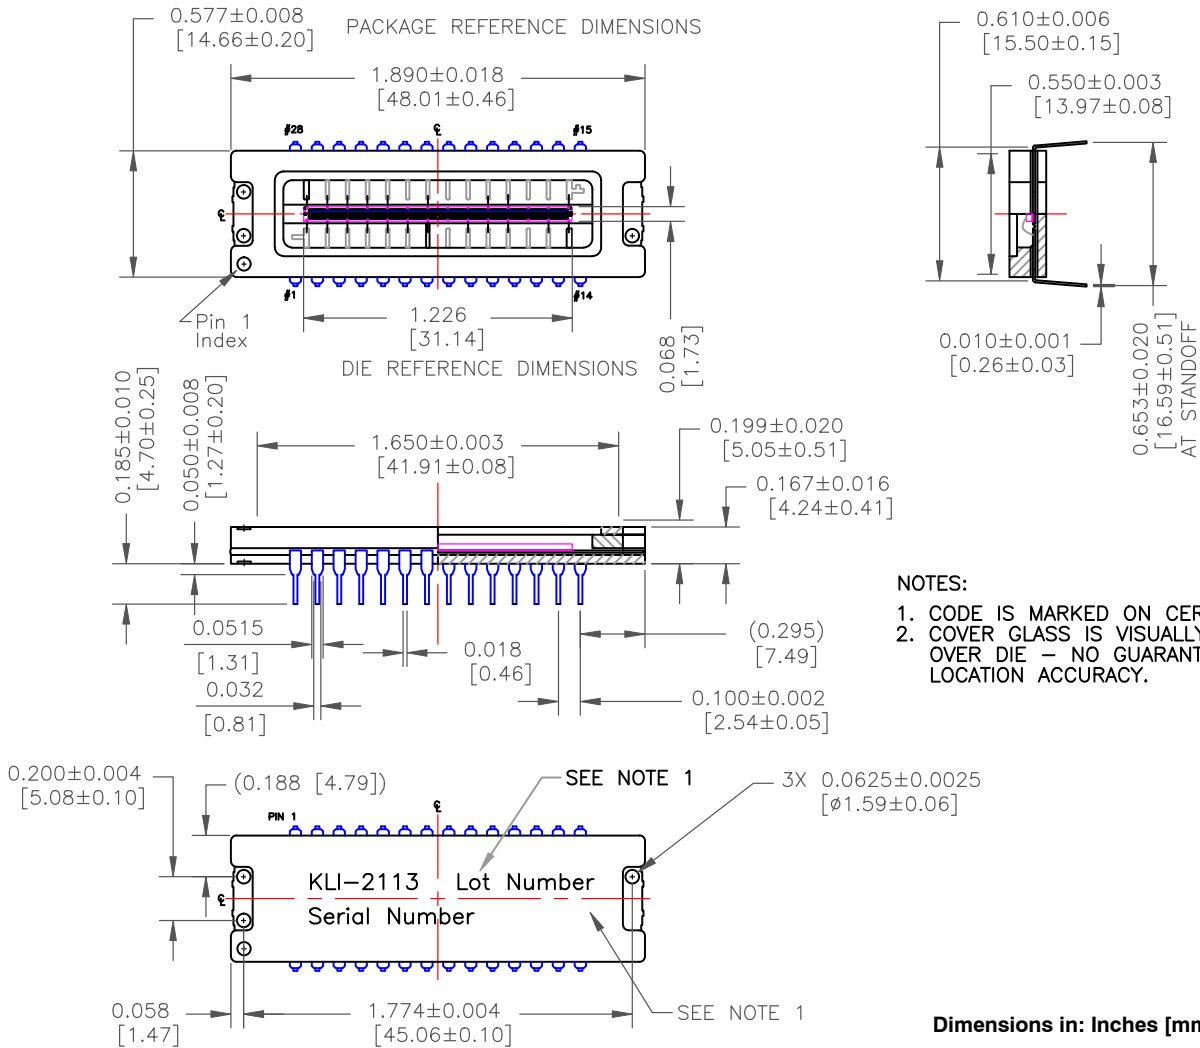 0.577±0.008
[14.66±0.20]
PACKAGE REFERENCE DIMENSIONS
1.890±0.018
[48.01±0.46]
#28
℄
#15
℄
#1
#14
Pin 1
Index
1.226
[31.14]
0.068
[1.73]
DIE REFERENCE DIMENSIONS
0.610±0.006
[15.50±0.15]
0.550±0.003
[13.97±0.08]
0.010±0.001
[0.26±0.03]
0.653±0.020
[16.59±0.51]
AT STANDOFF
0.185±0.010
[4.70±0.25]
0.050±0.008
[1.27±0.20]
1.650±0.003
[41.91±0.08]
0.199±0.020
[5.05±0.51]
0.167±0.016
[4.24±0.41]
0.0515
[1.31]
0.032
[0.81]
0.018
[0.46]
(0.295)
[7.49]
0.100±0.002
[2.54±0.05]
NOTES:
1. CODE IS MARKED ON CER
2. COVER GLASS IS VISUALLY
OVER DIE – NO GUARANT
LOCATION ACCURACY.
0.200±0.004
[5.08±0.10]
(0.188 [4.79])
℄
SEE NOTE 1
3X 0.0625±0.0025
[ø1.59±0.06]
PIN 1
KLI–2113 Lot Number
℄
Serial Number
0.058
[1.47]
1.774±0.004
[45.06±0.10]
SEE NOTE 1
Dimensions in: Inches [mm